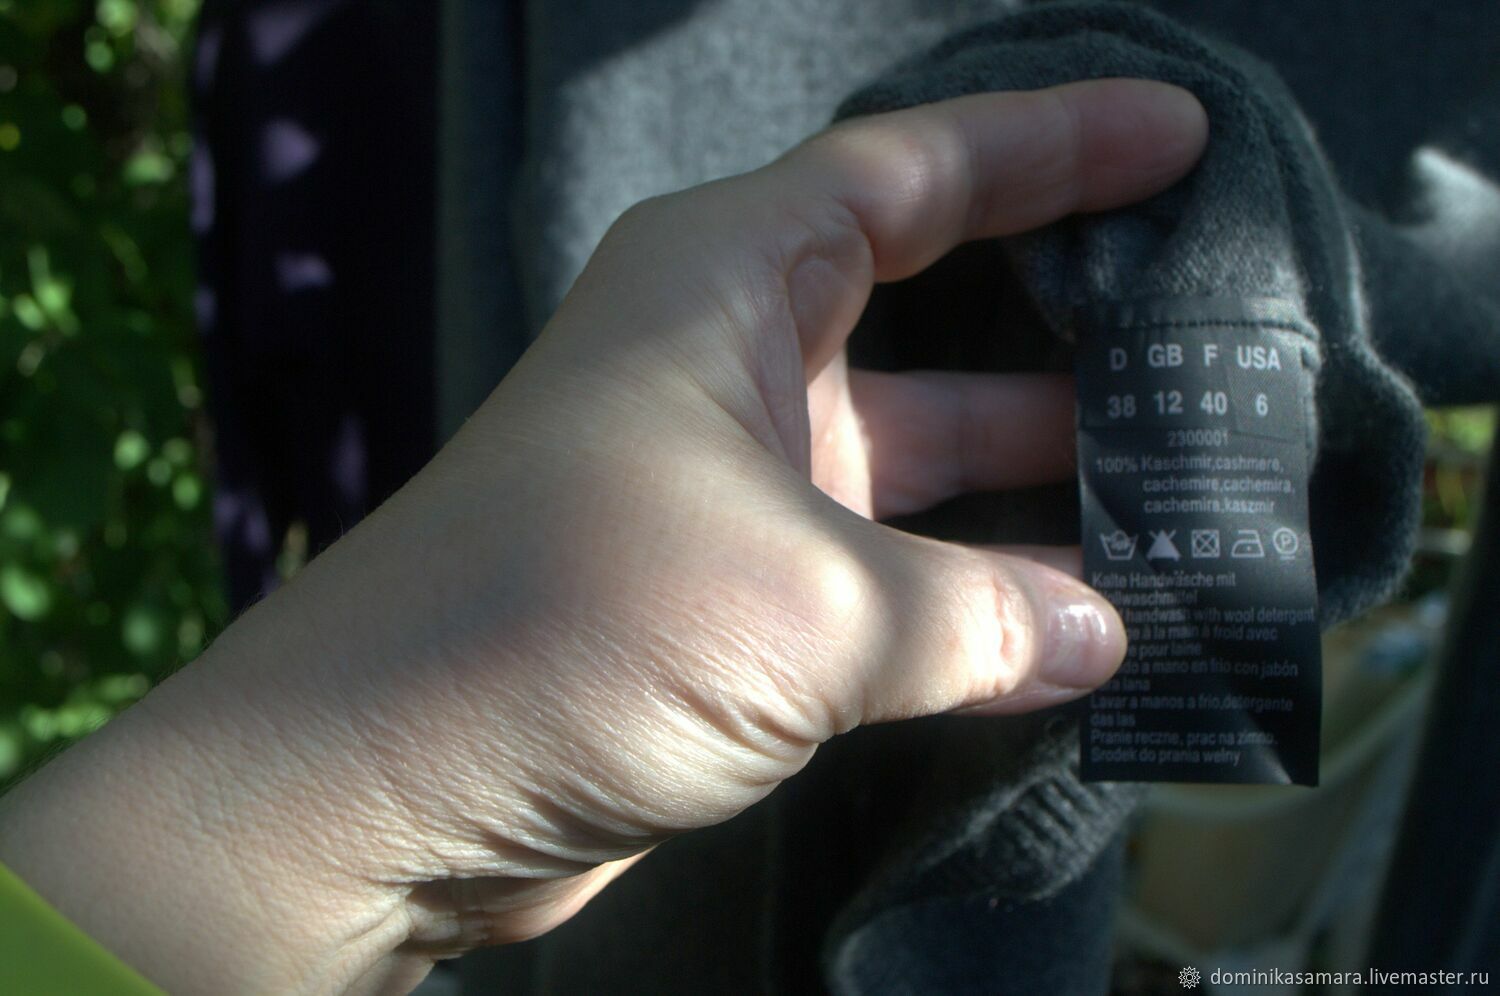 D GB F USA
38 12 40 6
2300001
100% Kaschmir,cashmere,
cachemire,cachemira,
cachemira,kaszmir
Kalte Handwäsche mit
handwash with wool detergent
à la main à froid avec
pour laine
a mano en frio con jabón
lana
Lavar a manos a frio,detergente
das las
Pranie reczne, prac na zimno.
Srodek do prania welny
dominikasamara.livemaster.ru